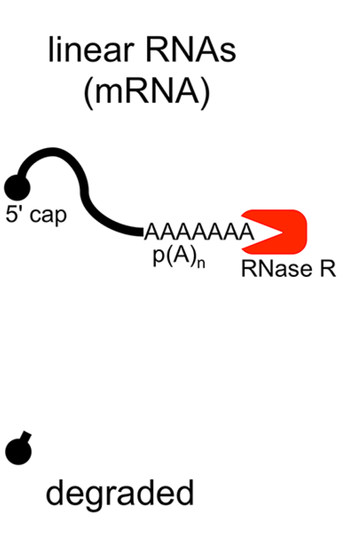 linear RNAs
(mRNA)
5' cap
AAAAAAA
p(A)n
RNase R
degraded